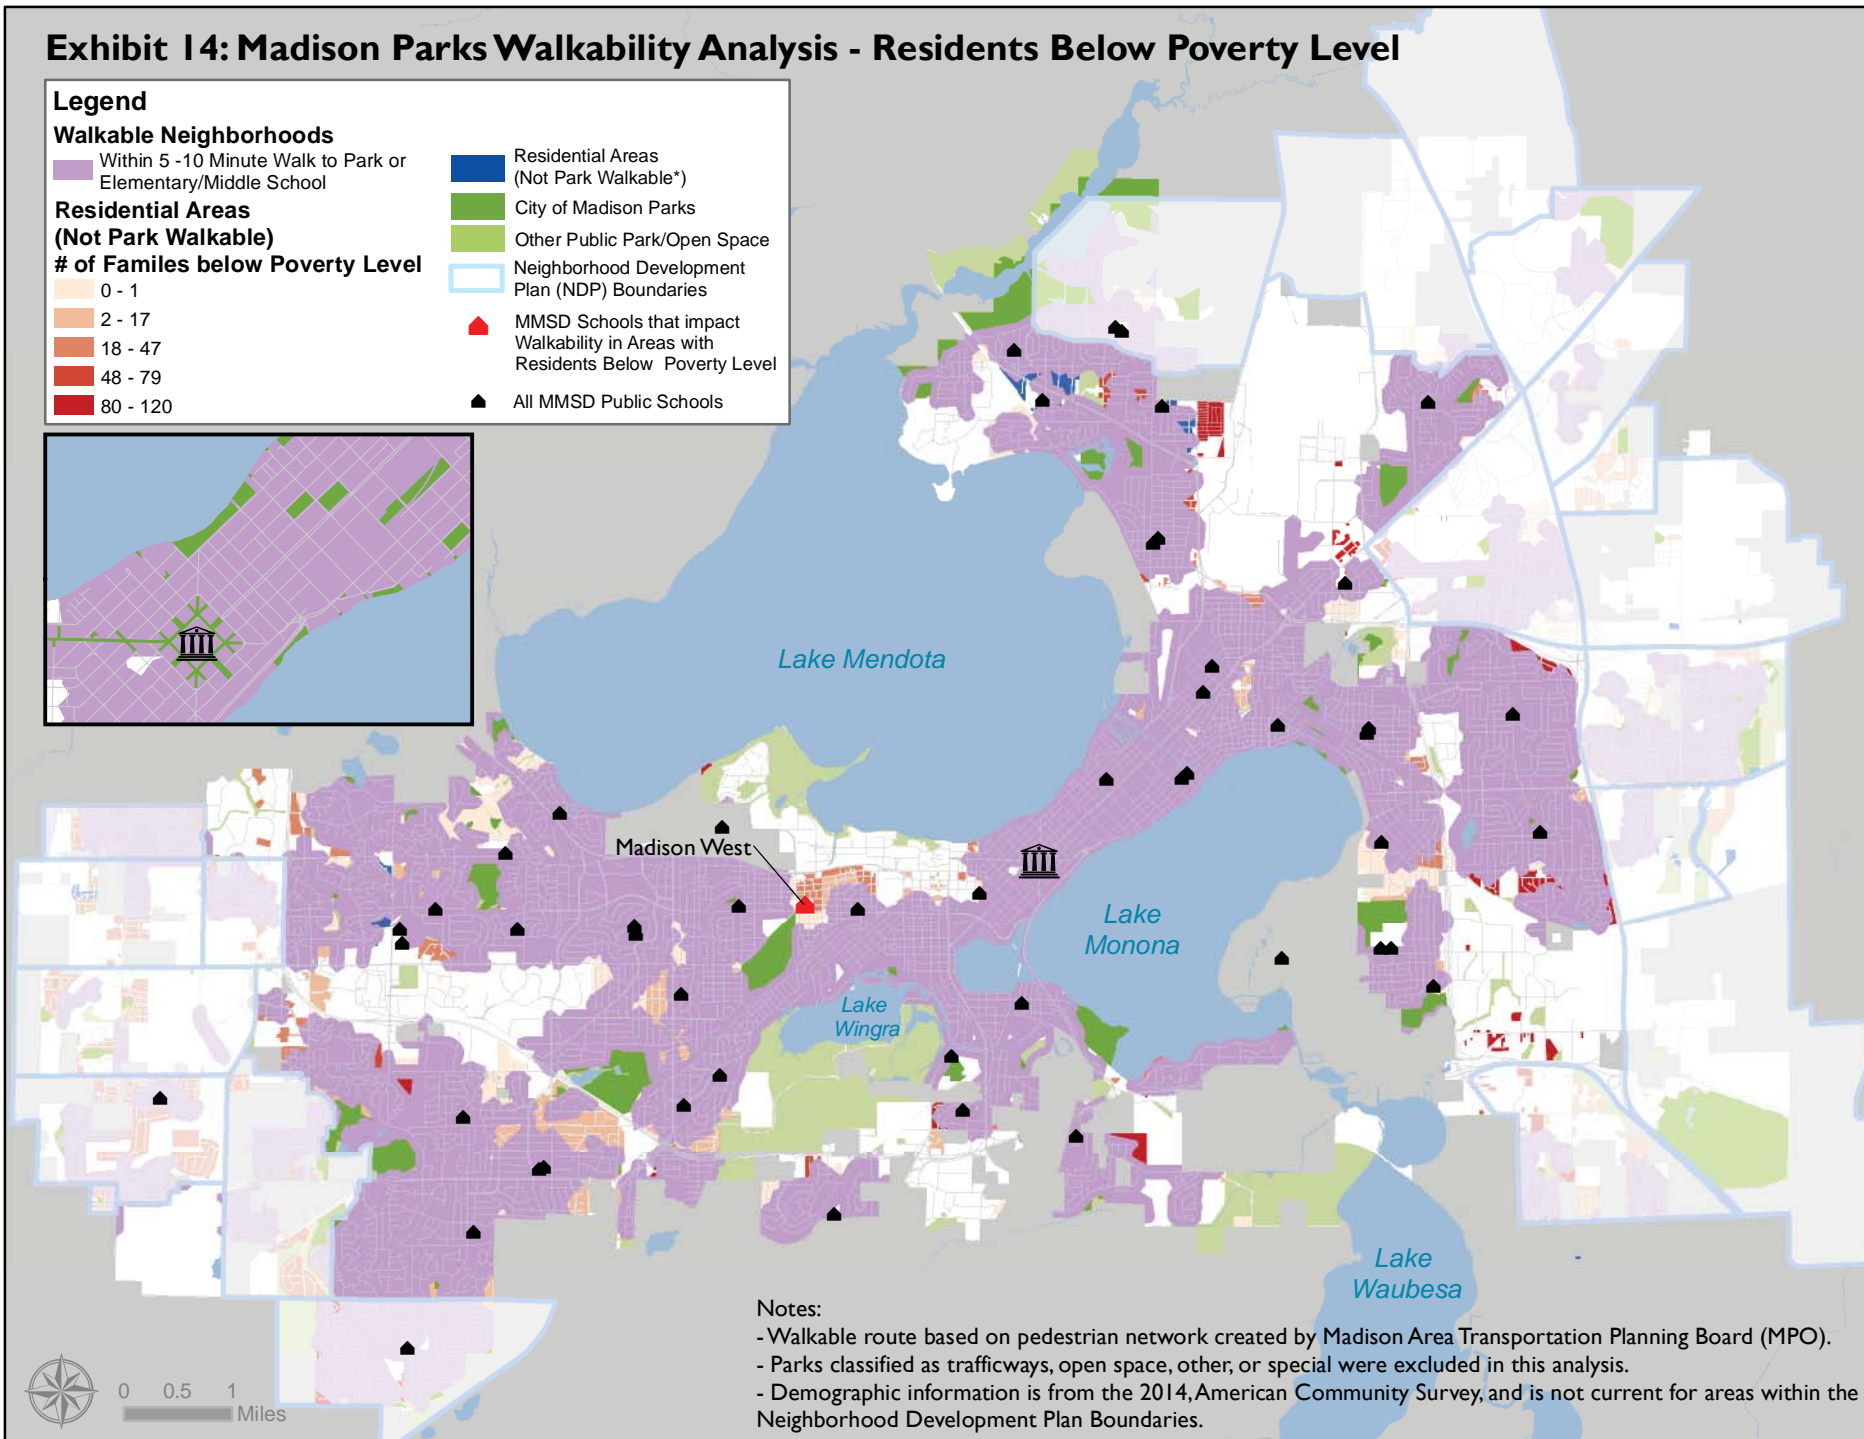 Exhibit 14: Madison Parks Walkability Analysis - Residents Below Poverty Level
Legend
Walkable Neighborhoods
Within 5 -10 Minute Walk to Park or
Elementary/Middle School
Residential Areas
(Not Park Walkable)
# of Familes below Poverty Level
0 - 1
2 - 17
18 - 47
48 - 79
80 - 120
Residential Areas
(Not Park Walkable*)
City of Madison Parks
Other Public Park/Open Space
Neighborhood Development
Plan (NDP) Boundaries
MMSD Schools that impact
Walkability in Areas with
Residents Below Poverty Level
All MMSD Public Schools
Lake Mendota
Madison West
Lake
Monona
Lake
Wingra
Lake
Waubesa
Notes:
- Walkable route based on pedestrian network created by Madison Area Transportation Planning Board (MPO).
- Parks classified as trafficways, open space, other, or special were excluded in this analysis.
- Demographic information is from the 2014, American Community Survey, and is not current for areas within the
Neighborhood Development Plan Boundaries.
0 0.5 1
Miles